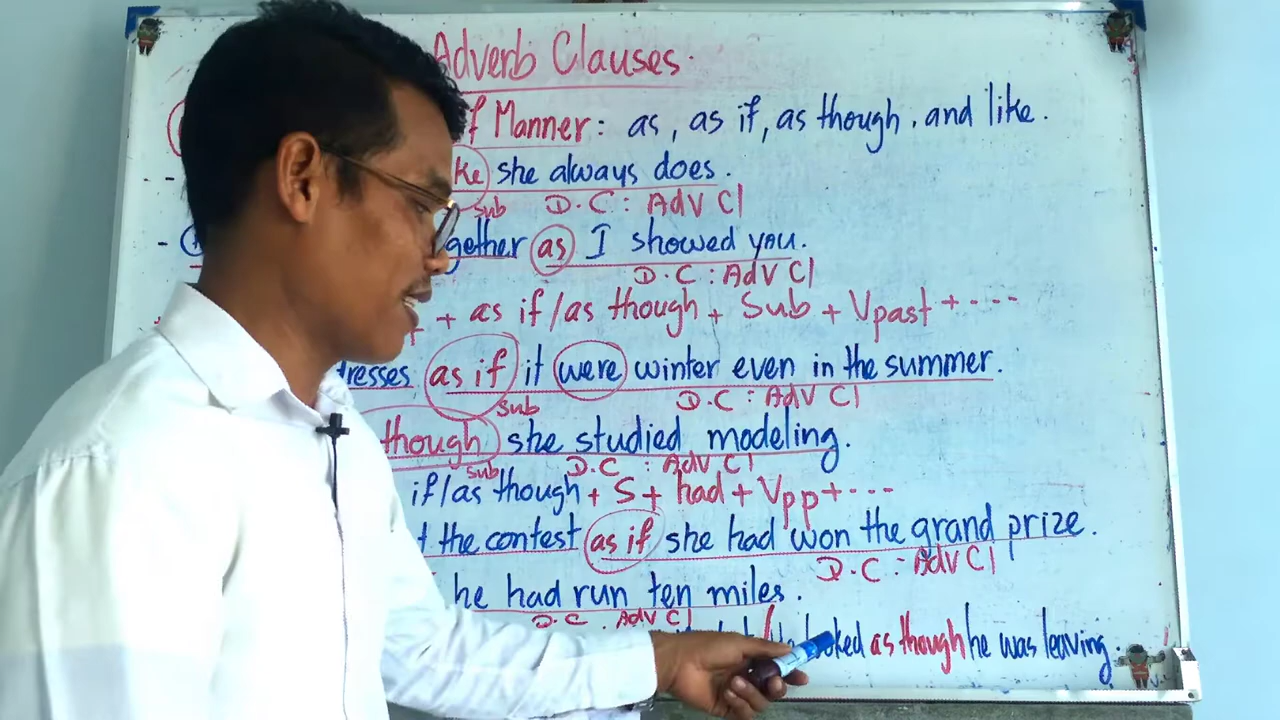 Adverb Clauses.
Manner: as, as if, as though, and like.
she always does.
sub D.C: Adv Cl
- gether as I showed you.
D.C: Adv Cl
+ as if/as though + Sub + Vpast + ----
resses as if it were winter even in the summer.
sub D.C: Adv Cl
though she studied modeling.
sub D.C: Adv Cl
if/as though + S + had + Vpp + ---
the contest as if she had won the grand prize.
D.C: Adv Cl
he had run ten miles.
D.C. Adv Cl
as though he was leaving.